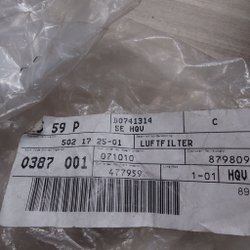 59 P
B0741314
SE HQV
C
502 17 25-01
LUFTFILTER
0387 001
071010
879809
477959
1-01 HQV
89